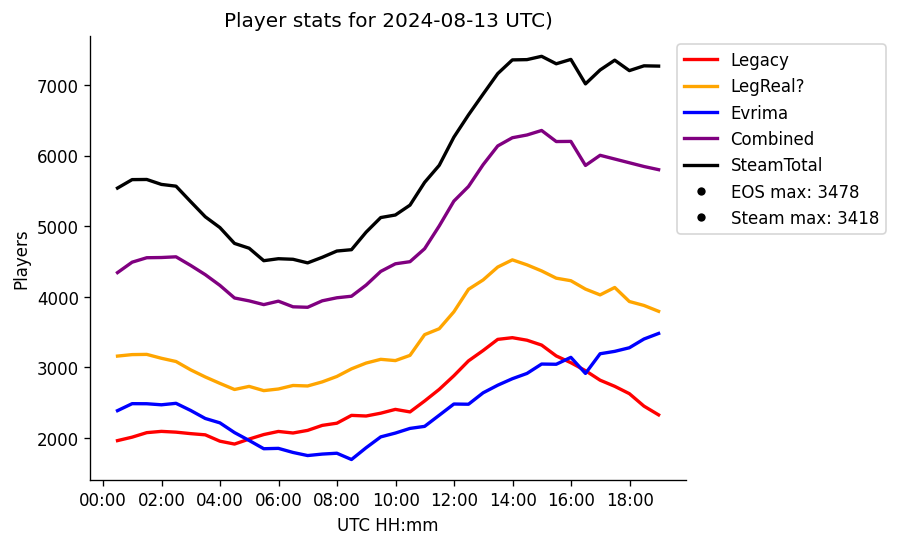 Player stats for 2024-08-13 UTC)
Players
7000
6000
5000
4000
3000
2000
00:00 02:00 04:00 06:00 08:00 10:00 12:00 14:00 16:00 18:00
UTC HH:mm
Legacy
LegReal?
Evrima
Combined
SteamTotal
EOS max: 3478
Steam max: 3418